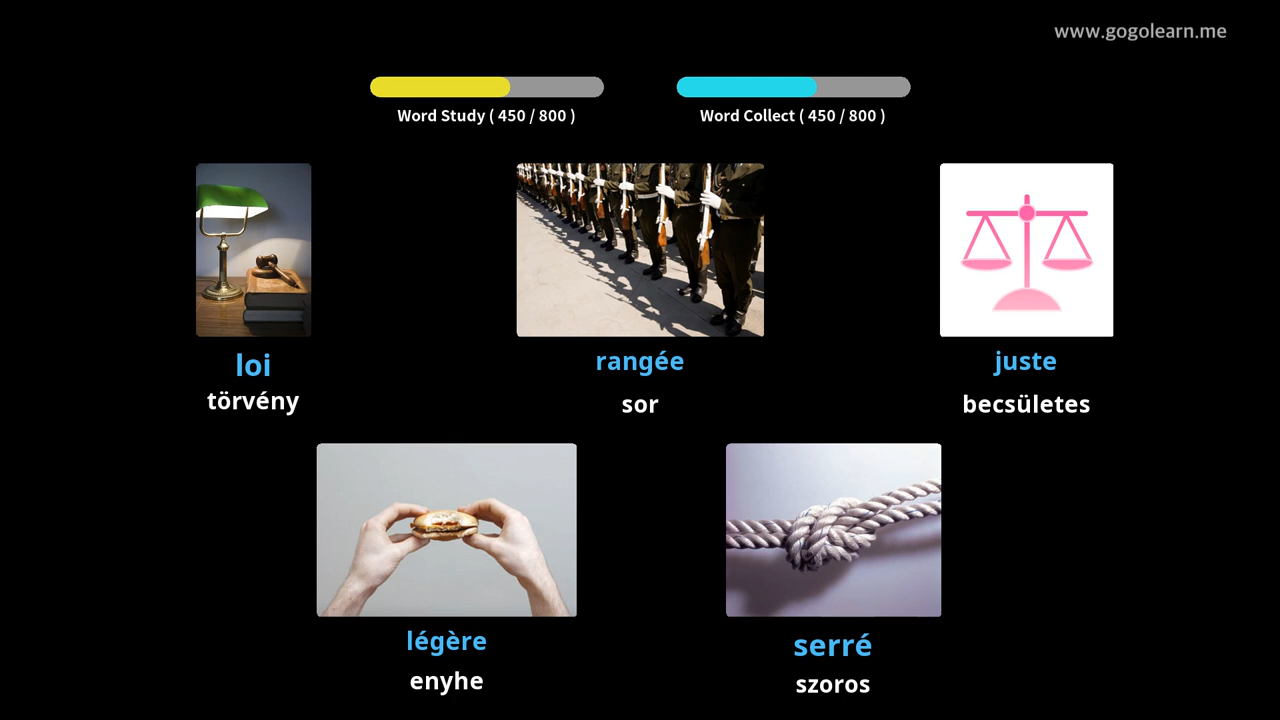 www.gogolearn.me
Word Study ( 450 / 800 )
Word Collect ( 450 / 800 )
loi
törvény
rangée
sor
juste
becsületes
légère
enyhe
serré
szoros